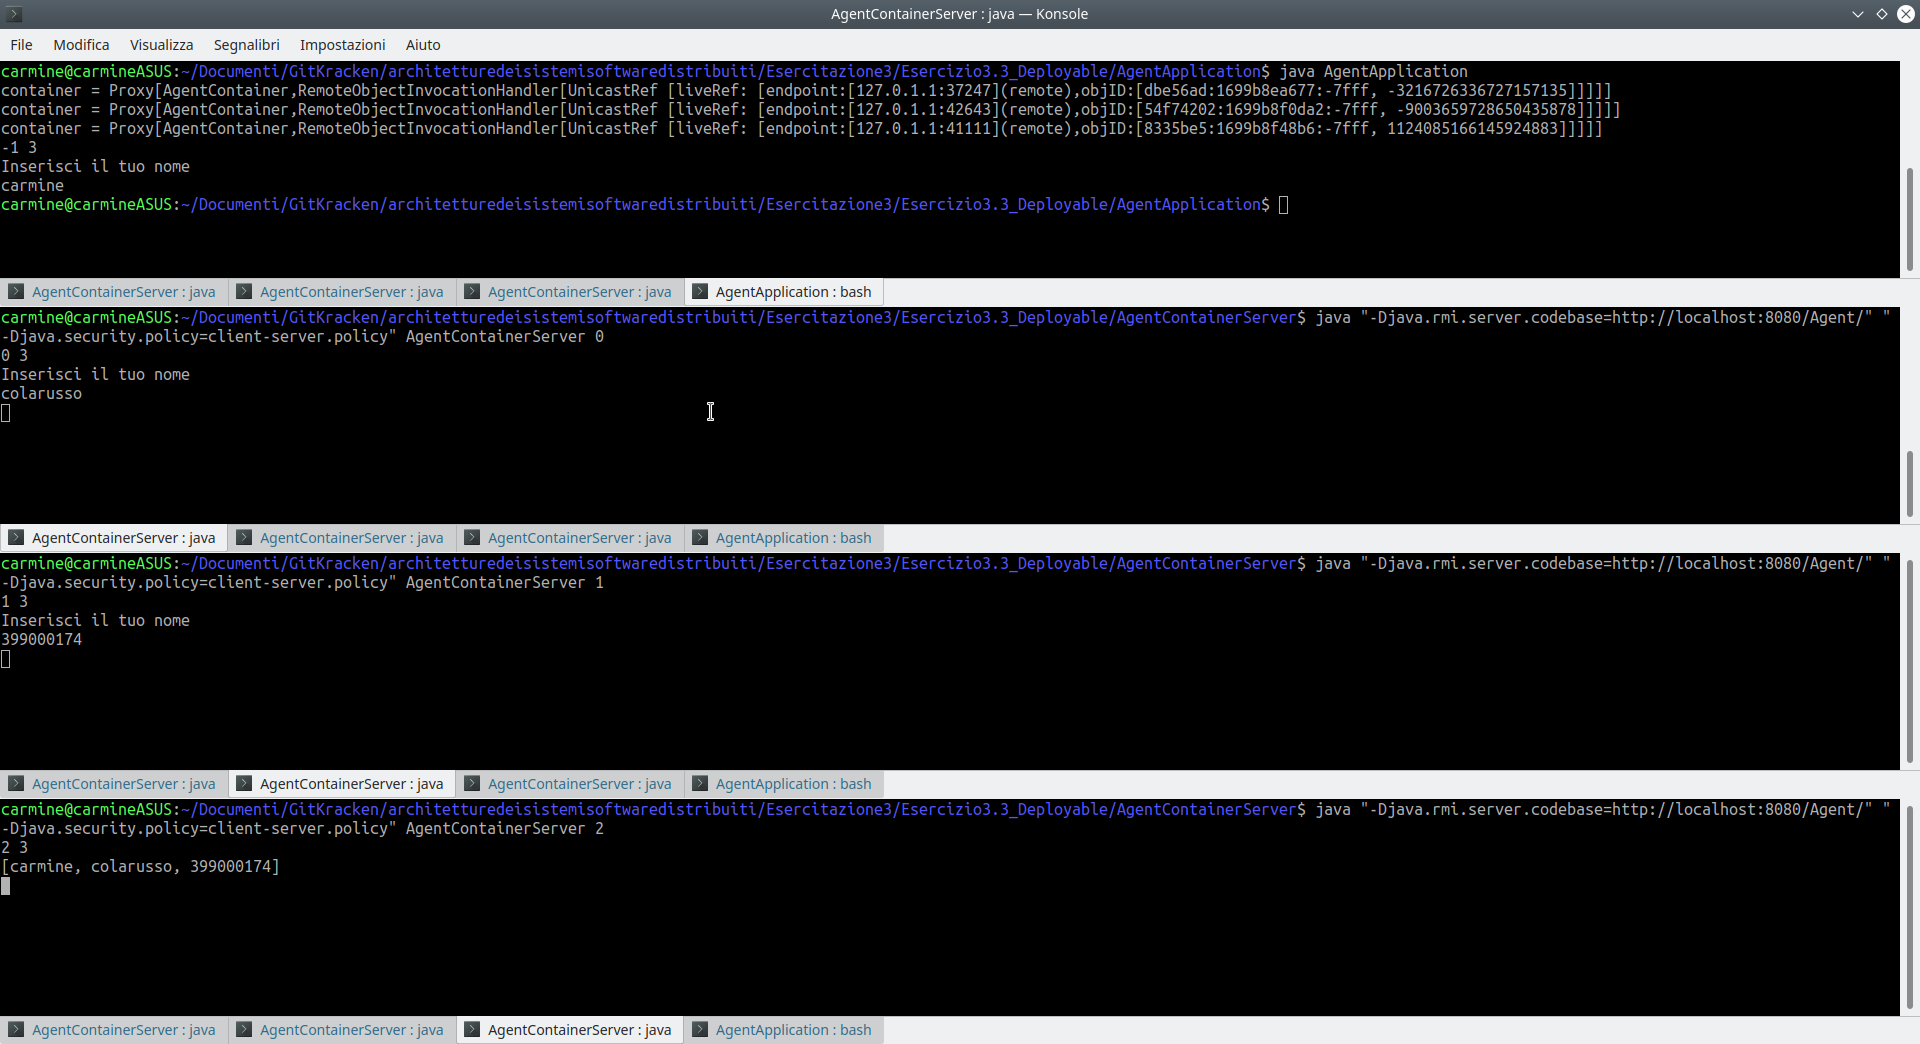 AgentContainerServer : java — Konsole
File Modifica Visualizza Segnalibri Impostazioni Aiuto
carmine@carmineASUS:~/Documenti/GitKracken/architetturedeisistemisoftwaredistribuiti/Esercitazione3/Esercizio3.3_Deployable/AgentApplication$ java AgentApplication
container = Proxy[AgentContainer,RemoteObjectInvocationHandler[UnicastRef [liveRef: [endpoint:[127.0.1.1:37247](remote),objID:[dbe56ad:1699b8ea677:-7fff, -3216726336727157135]]]]]
container = Proxy[AgentContainer,RemoteObjectInvocationHandler[UnicastRef [liveRef: [endpoint:[127.0.1.1:42643](remote),objID:[54f74202:1699b8f0da2:-7fff, -9003659728650435878]]]]]
container = Proxy[AgentContainer,RemoteObjectInvocationHandler[UnicastRef [liveRef: [endpoint:[127.0.1.1:41111](remote),objID:[8335be5:1699b8f48b6:-7fff, 1124085166145924883]]]]]
-1 3
Inserisci il tuo nome
carmine
carmine@carmineASUS:~/Documenti/GitKracken/architetturedeisistemisoftwaredistribuiti/Esercitazione3/Esercizio3.3_Deployable/AgentApplication$
AgentContainerServer : java AgentContainerServer : java AgentContainerServer : java AgentApplication : bash
carmine@carmineASUS:~/Documenti/GitKracken/architetturedeisistemisoftwaredistribuiti/Esercitazione3/Esercizio3.3_Deployable/AgentContainerServer$ java "-Djava.rmi.server.codebase=http://localhost:8080/Agent/" "
-Djava.security.policy=client-server.policy" AgentContainerServer 0
0 3
Inserisci il tuo nome
colarusso
AgentContainerServer : java AgentContainerServer : java AgentContainerServer : java AgentApplication : bash
carmine@carmineASUS:~/Documenti/GitKracken/architetturedeisistemisoftwaredistribuiti/Esercitazione3/Esercizio3.3_Deployable/AgentContainerServer$ java "-Djava.rmi.server.codebase=http://localhost:8080/Agent/" "
-Djava.security.policy=client-server.policy" AgentContainerServer 1
1 3
Inserisci il tuo nome
399000174
AgentContainerServer : java AgentContainerServer : java AgentContainerServer : java AgentApplication : bash
carmine@carmineASUS:~/Documenti/GitKracken/architetturedeisistemisoftwaredistribuiti/Esercitazione3/Esercizio3.3_Deployable/AgentContainerServer$ java "-Djava.rmi.server.codebase=http://localhost:8080/Agent/" "
-Djava.security.policy=client-server.policy" AgentContainerServer 2
2 3
[carmine, colarusso, 399000174]
AgentContainerServer : java AgentContainerServer : java AgentContainerServer : java AgentApplication : bash